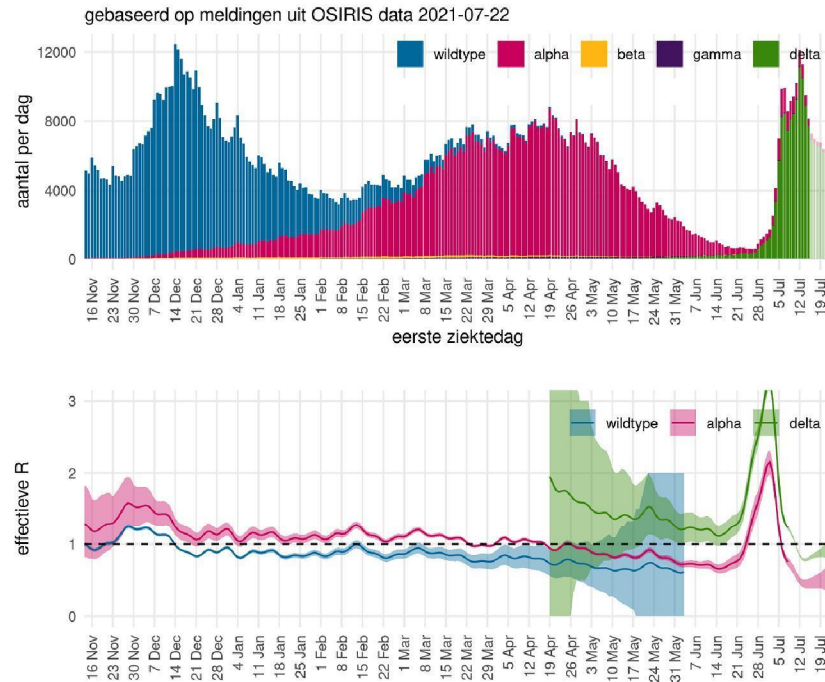 gebaseerd op meldingen uit OSIRIS data 2021-07-22
wildtype alpha beta gamma delta
12000
8000
4000
0
aantal per dag
16 Nov 23 Nov 30 Nov 7 Dec 14 Dec 21 Dec 28 Dec 4 Jan 11 Jan 18 Jan 25 Jan 1 Feb 8 Feb 15 Feb 22 Feb 1 Mar 8 Mar 15 Mar 22 Mar 29 Mar 5 Apr 12 Apr 19 Apr 26 Apr 3 May 10 May 17 May 24 May 31 May 7 Jun 14 Jun 21 Jun 28 Jun 5 Jul 12 Jul 19 Jul
eerste ziektedag
wildtype alpha delta
3
2
1
0
effectieve R
16 Nov 23 Nov 30 Nov 7 Dec 14 Dec 21 Dec 28 Dec 4 Jan 11 Jan 18 Jan 25 Jan 1 Feb 8 Feb 15 Feb 22 Feb 1 Mar 8 Mar 15 Mar 22 Mar 29 Mar 5 Apr 12 Apr 19 Apr 26 Apr 3 May 10 May 17 May 24 May 31 May 7 Jun 14 Jun 21 Jun 28 Jun 5 Jul 12 Jul 19 Jul